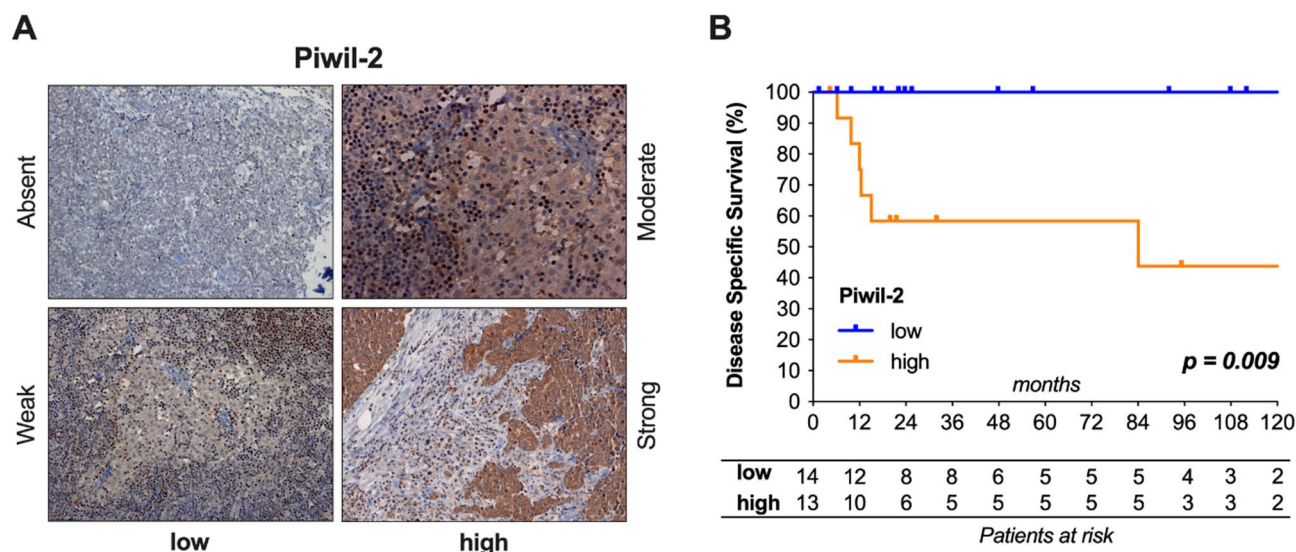 A
Piwil-2
Absent
Moderate
Weak
Strong
low
high
B
Disease Specific Survival (%)
100
90
80
70
60
50
40
30
20
10
0
Piwil-2
low
high
months
p = 0.009
0 12 24 36 48 60 72 84 96 108 120
low 14 12 8 8 6 5 5 5 4 3 2
high 13 10 6 5 5 5 5 5 3 3 2
Patients at risk